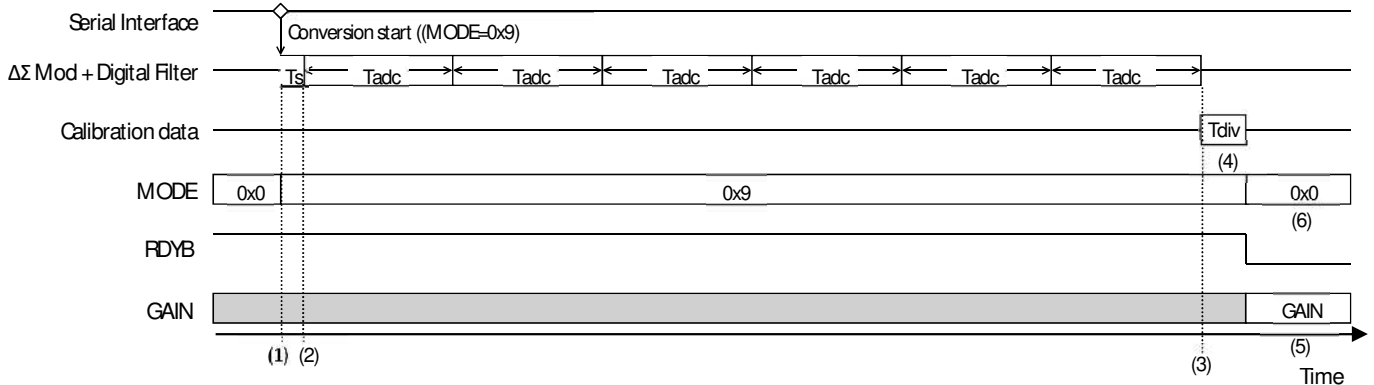 Serial Interface
Conversion start ((MODE=0x9)
ΔΣ Mod + Digital Filter
Ts Tadc Tadc Tadc Tadc Tadc Tadc
Calibration data
Tdiv
(4)
MODE 0x0 0x9 0x0
(6)
RDYB
GAIN GAIN
(1) (2) (3) (5)
Time